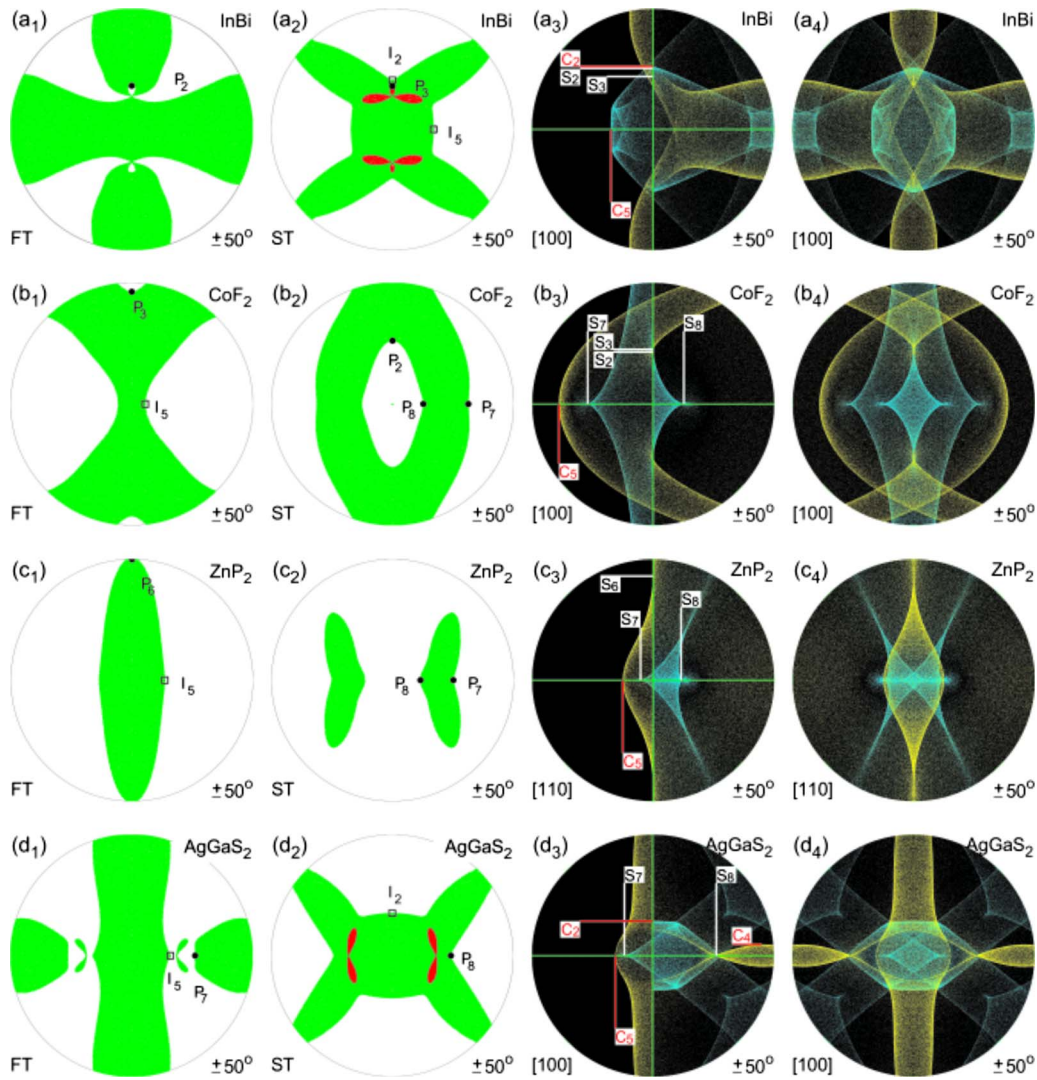 (a1) InBi
P2
FT ±50°
(a2) InBi
I2
P3
I5
ST ±50°
(a3) InBi
C2
S2
S3
C5
[100] ±50°
(a4) InBi
[100] ±50°
(b1) CoF2
P3
I5
FT ±50°
(b2) CoF2
P2
P8
P7
ST ±50°
(b3) CoF2
S7 S8
S3
S2
C5
[100] ±50°
(b4) CoF2
[100] ±50°
(c1) ZnP2
P6
I5
FT ±50°
(c2) ZnP2
P8 P7
ST ±50°
(c3) ZnP2
S6
S7 S8
C5
[110] ±50°
(c4) ZnP2
[110] ±50°
(d1) AgGaS2
I5 P7
FT ±50°
(d2) AgGaS2
I2
P8
ST ±50°
(d3) AgGaS2
S7 S8
C2
C4
C5
[100] ±50°
(d4) AgGaS2
[100] ±50°